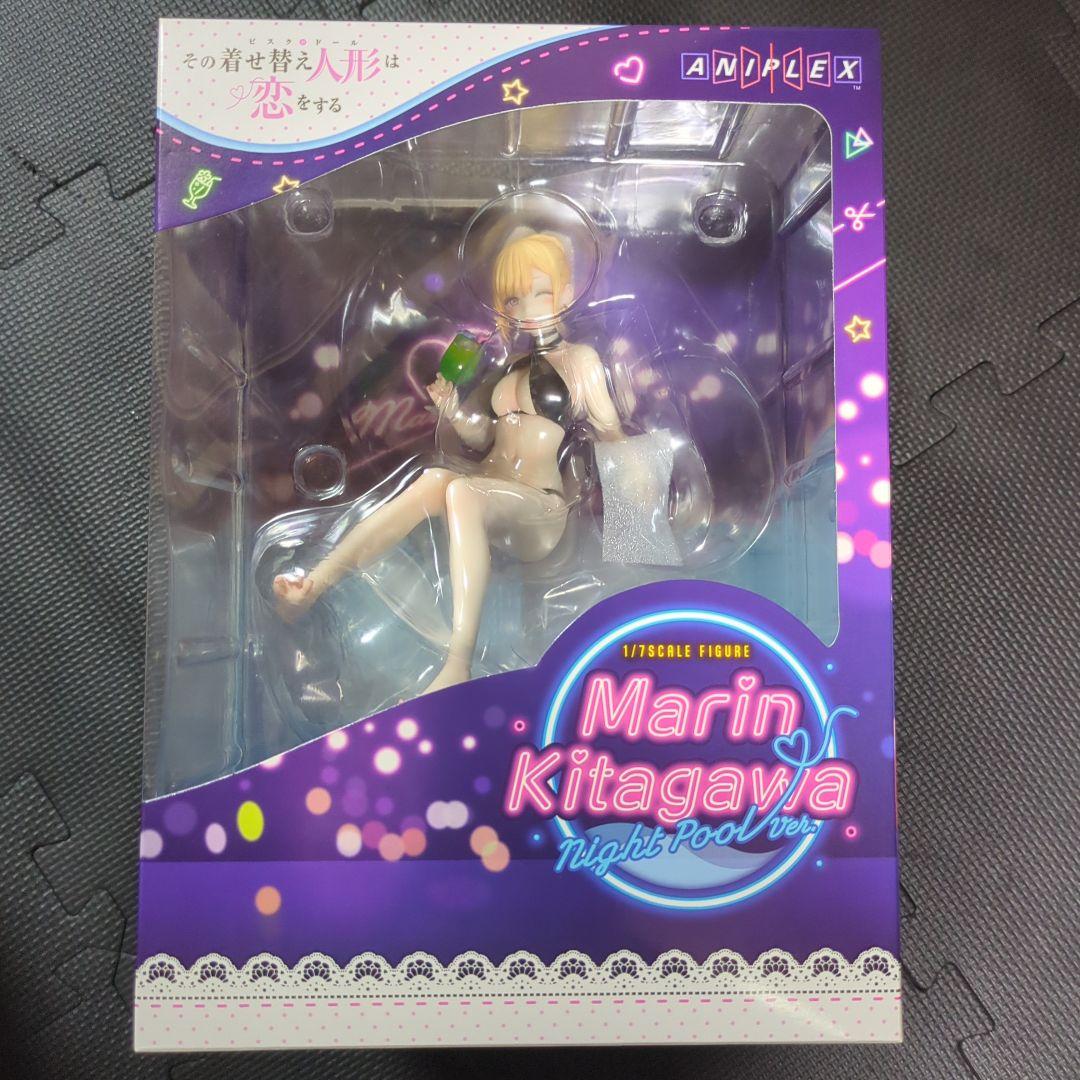 ビスク・ドール
その着せ替え人形は
恋をする
ANIPLEX
TM
1/7SCALE FIGURE
Marin
Kitagawa
Night Pool Ver.